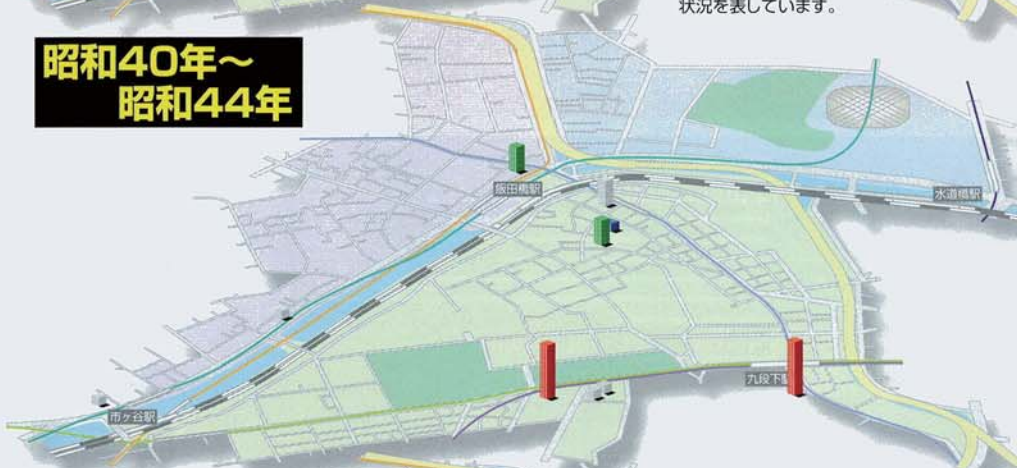 状況を表しています。
昭和40年～
昭和44年
飯田橋駅
水道橋駅
九段下駅
市ヶ谷駅